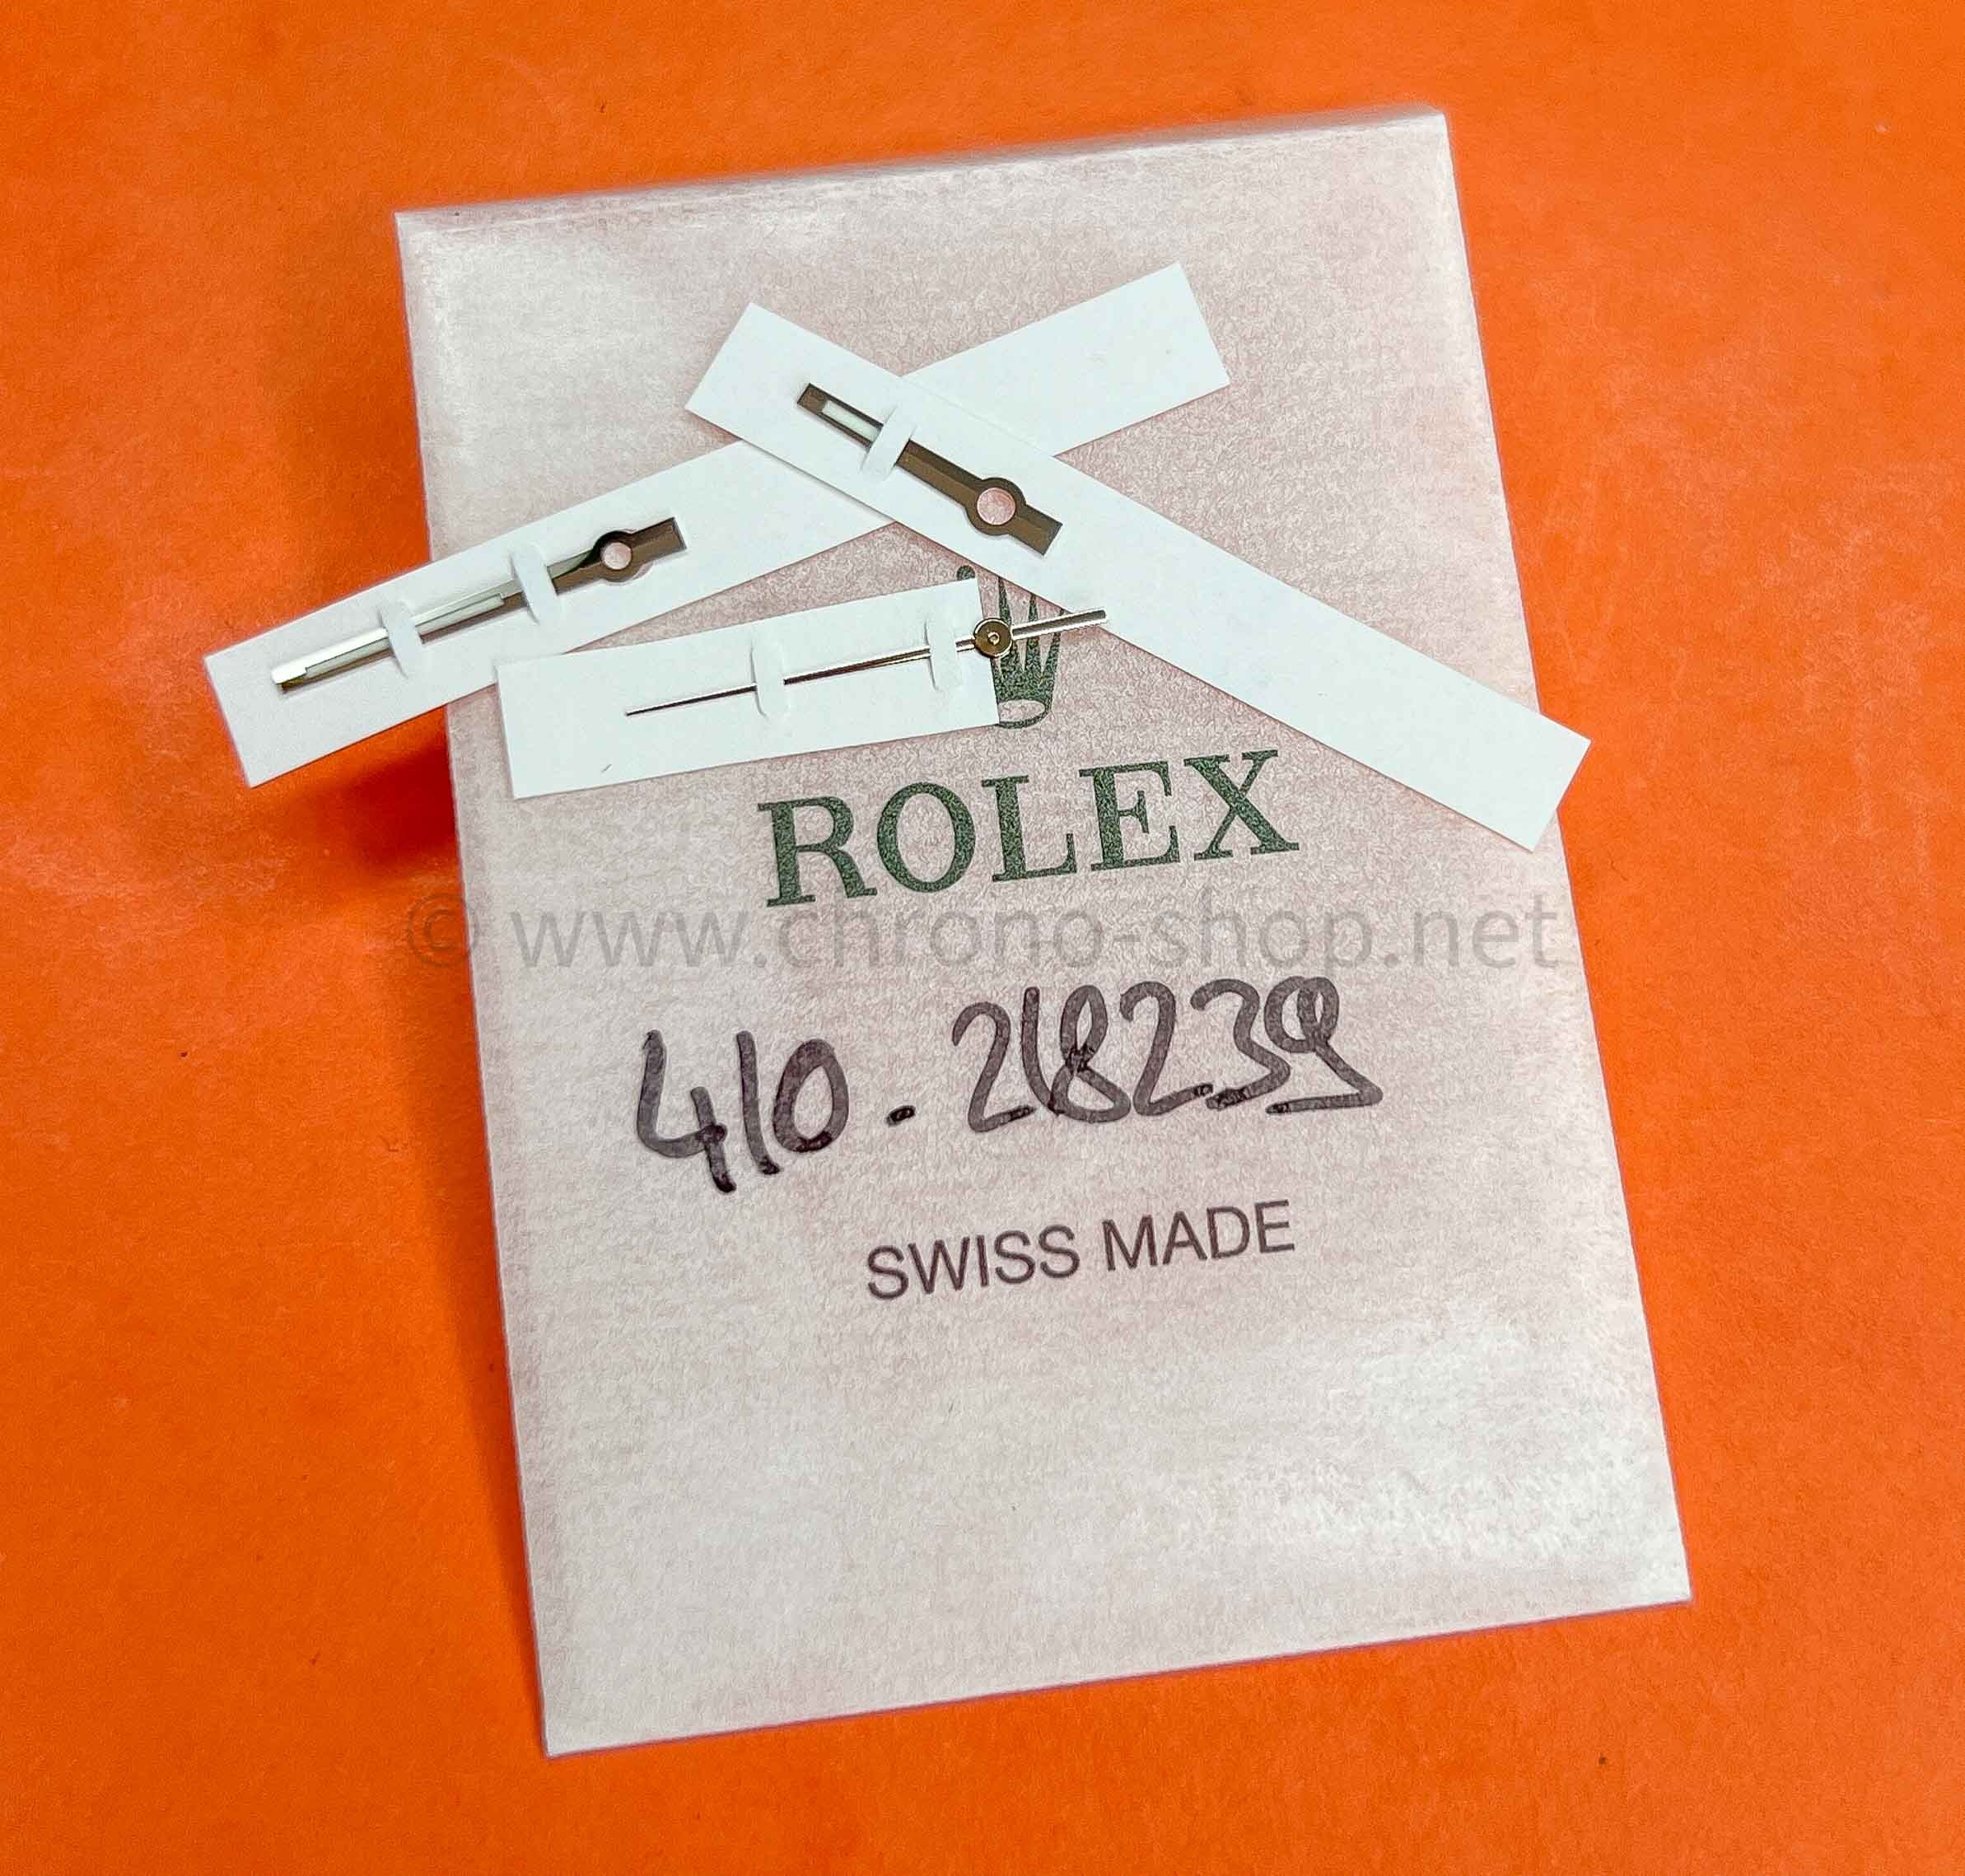 ROLEX
© www.chrono-shop.net
410-218239
SWISS MADE